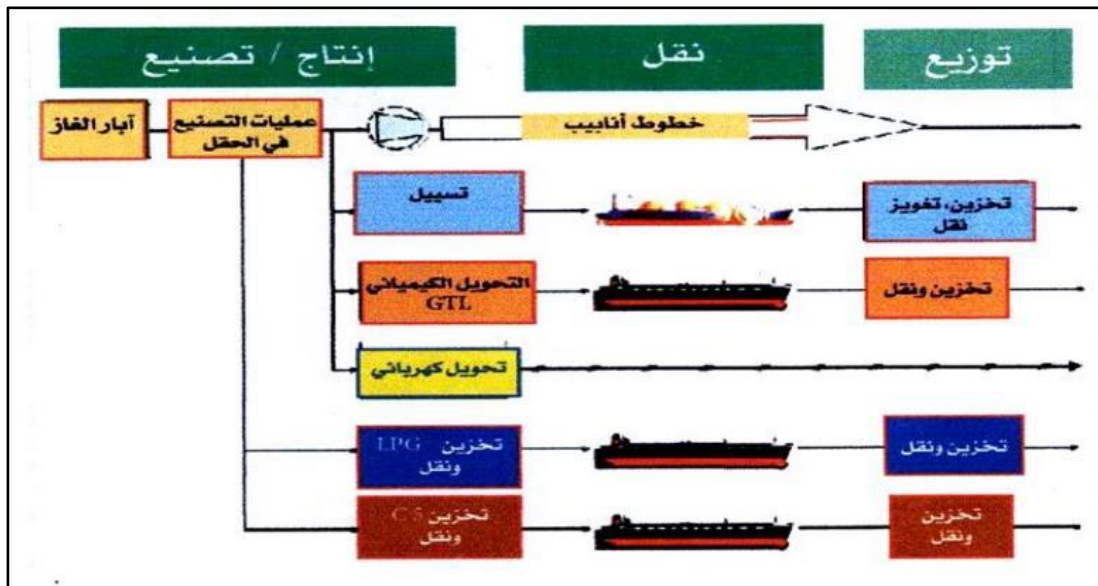 إنتاج / تصنيع
نقل
توزيع
آبار الغاز
عمليات التصنيع
في الحقل
خطوط أنابيب
تسييل
تخزين، تغويز
نقل
التحويل الكيميائي
GTL
تخزين ونقل
تحويل كهربائي
تخزين LPG
ونقل
تخزين ونقل
تخزين C5
ونقل
تخزين
ونقل